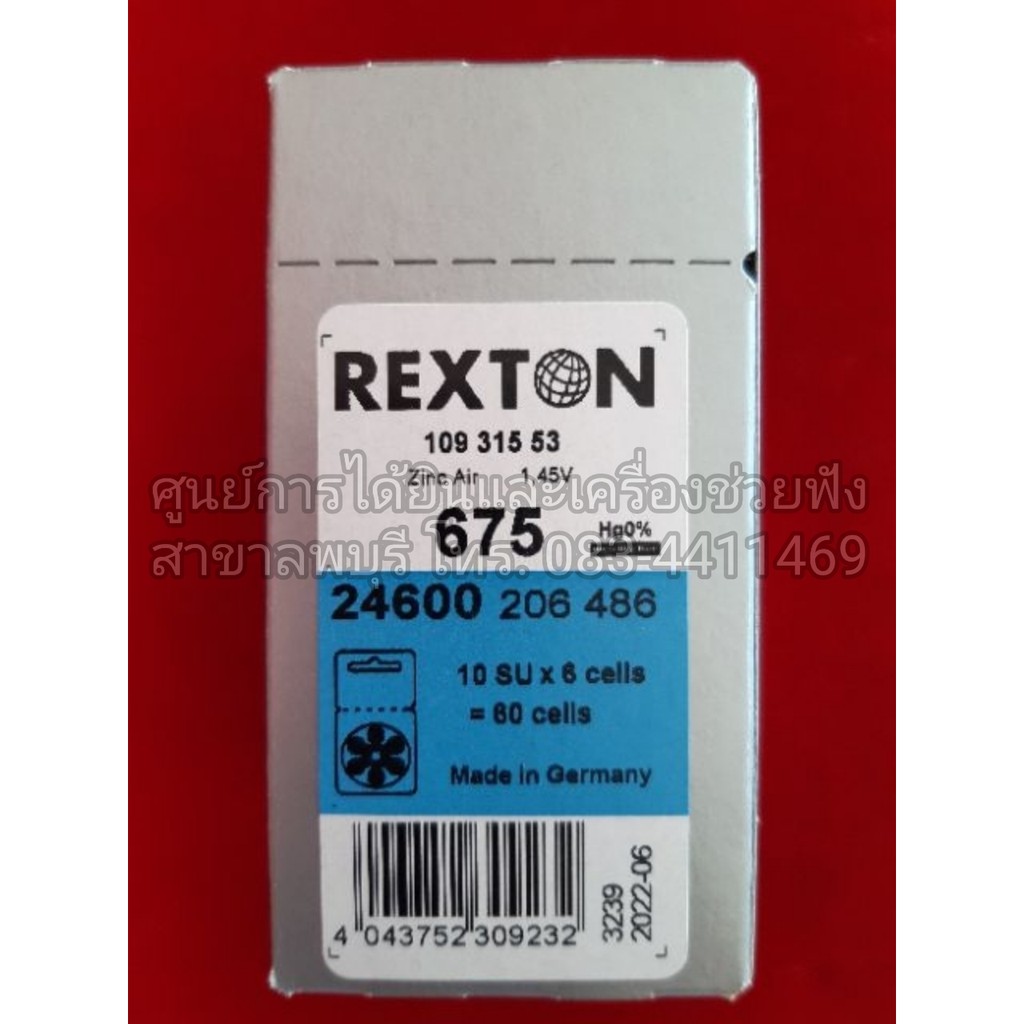 REXTON
109 315 53
Zinc Air 1,45V
ศูนย์การได้ยินและเครื่องช่วยฟัง
675 Hg0%
สาขาลพบุรี โทร. 083 4411469
24600 206 486
10 SU x 6 cells
= 60 cells
Made in Germany
4 043752 309232
3239
2022-06